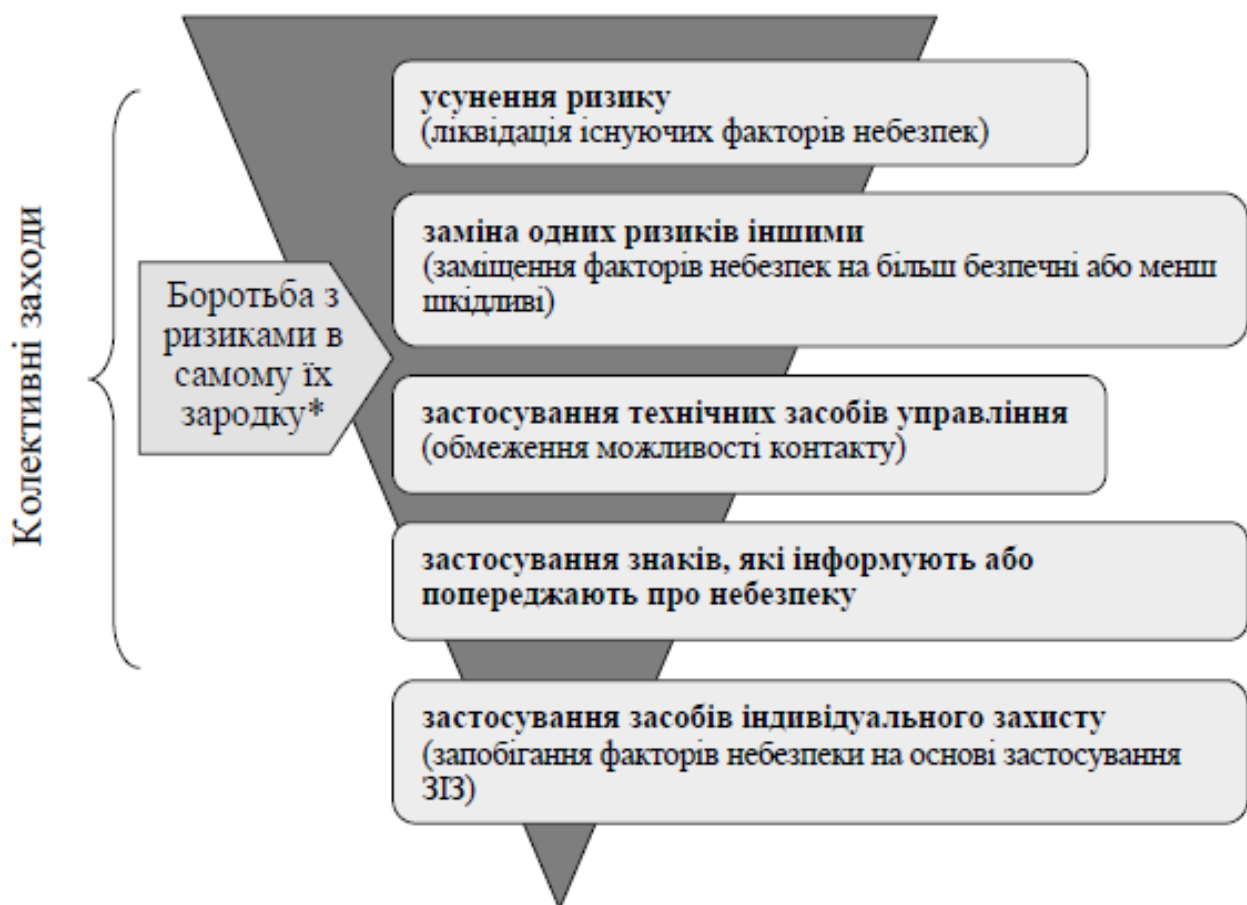 Колективні заходи
Боротьба з
ризиками в
самому їх
зародку*
усунення ризику
(ліквідація існуючих факторів небезпек)
заміна одних ризиків іншими
(заміщення факторів небезпек на більш безпечні або менш
шкідливі)
застосування технічних засобів управління
(обмеження можливості контакту)
застосування знаків, які інформують або
попереджають про небезпеку
застосування засобів індивідуального захисту
(запобігання факторів небезпеки на основі застосування
ЗІЗ)